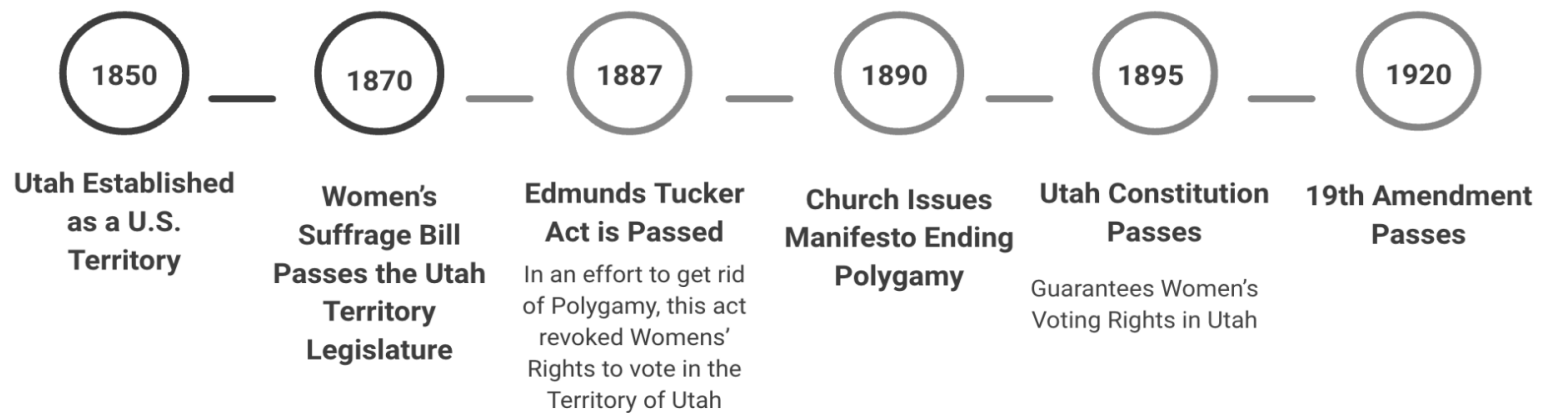 1850
Utah Established
as a U.S.
Territory
1870
Women's
Suffrage Bill
Passes the Utah
Territory
Legislature
1887
Edmunds Tucker
Act is Passed
In an effort to get rid
of Polygamy, this act
revoked Womens'
Rights to vote in the
Territory of Utah
1890
Church Issues
Manifesto Ending
Polygamy
1895
Utah Constitution
Passes
Guarantees Women's
Voting Rights in Utah
1920
19th Amendment
Passes